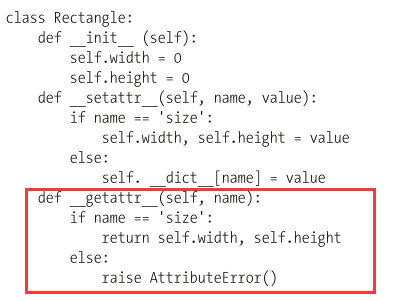 class Rectangle:
    def __init__ (self):
        self.width = 0
        self.height = 0
    def __setattr__(self, name, value):
        if name == 'size':
            self.width, self.height = value
        else:
            self. __dict__[name] = value
    def __getattr__(self, name):
        if name == 'size':
            return self.width, self.height
        else:
            raise AttributeError()